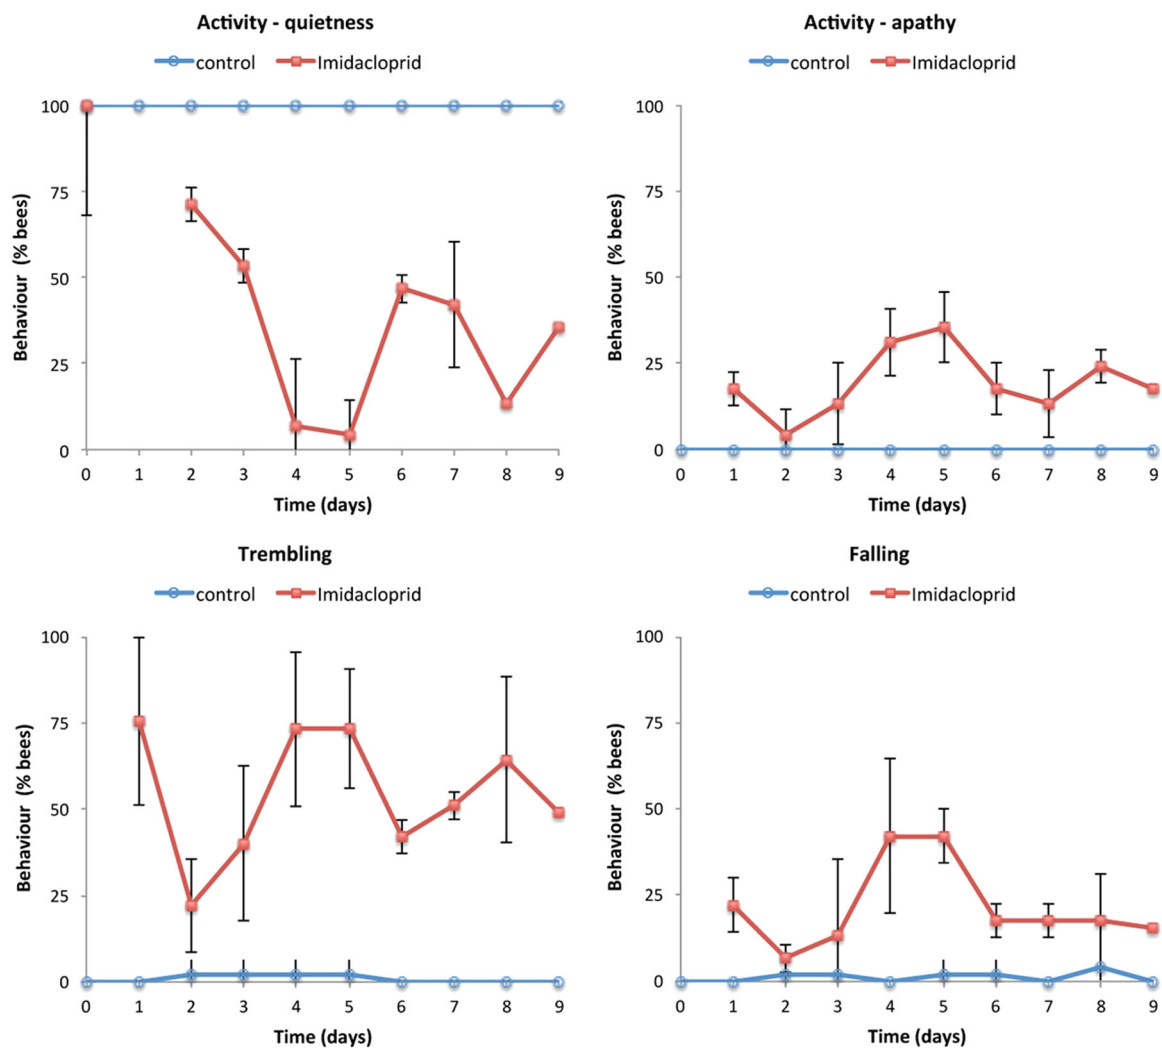 Activity - quietness
control Imidacloprid
100
75
50
25
0
Behaviour (% bees)
0 1 2 3 4 5 6 7 8 9
Time (days)
Activity - apathy
control Imidacloprid
100
75
50
25
0
Behaviour (% bees)
0 1 2 3 4 5 6 7 8 9
Time (days)
Trembling
control Imidacloprid
100
75
50
25
0
Behaviour (% bees)
0 1 2 3 4 5 6 7 8 9
Time (days)
Falling
control Imidacloprid
100
75
50
25
0
Behaviour (% bees)
0 1 2 3 4 5 6 7 8 9
Time (days)